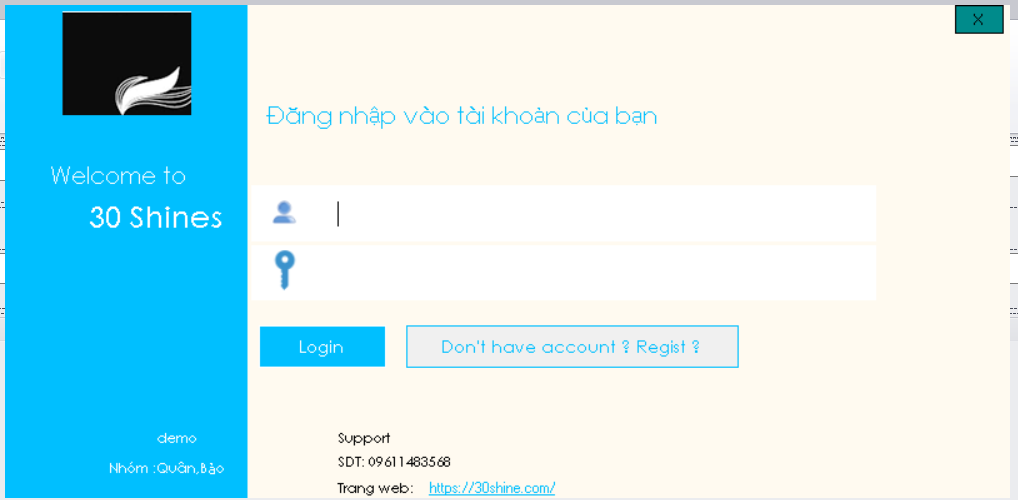 X
Đăng nhập vào tài khoản của bạn
Welcome to
30 Shines
Login
Don't have account ? Regist ?
demo
Nhóm :Quân,Bảo
Support
SDT: 09611483568
Trang web: https://30shine.com/